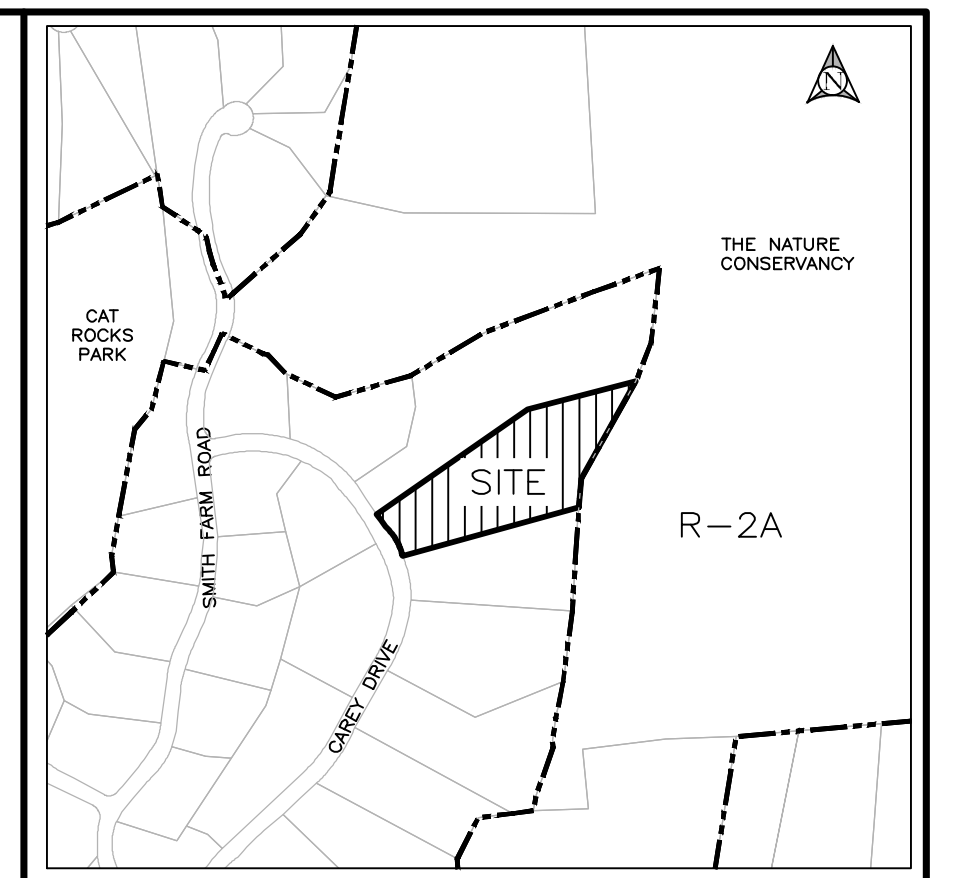 N
THE NATURE
CONSERVANCY
CAT
ROCKS
PARK
SMITH FARM ROAD
SITE
R-2A
CAREY DRIVE